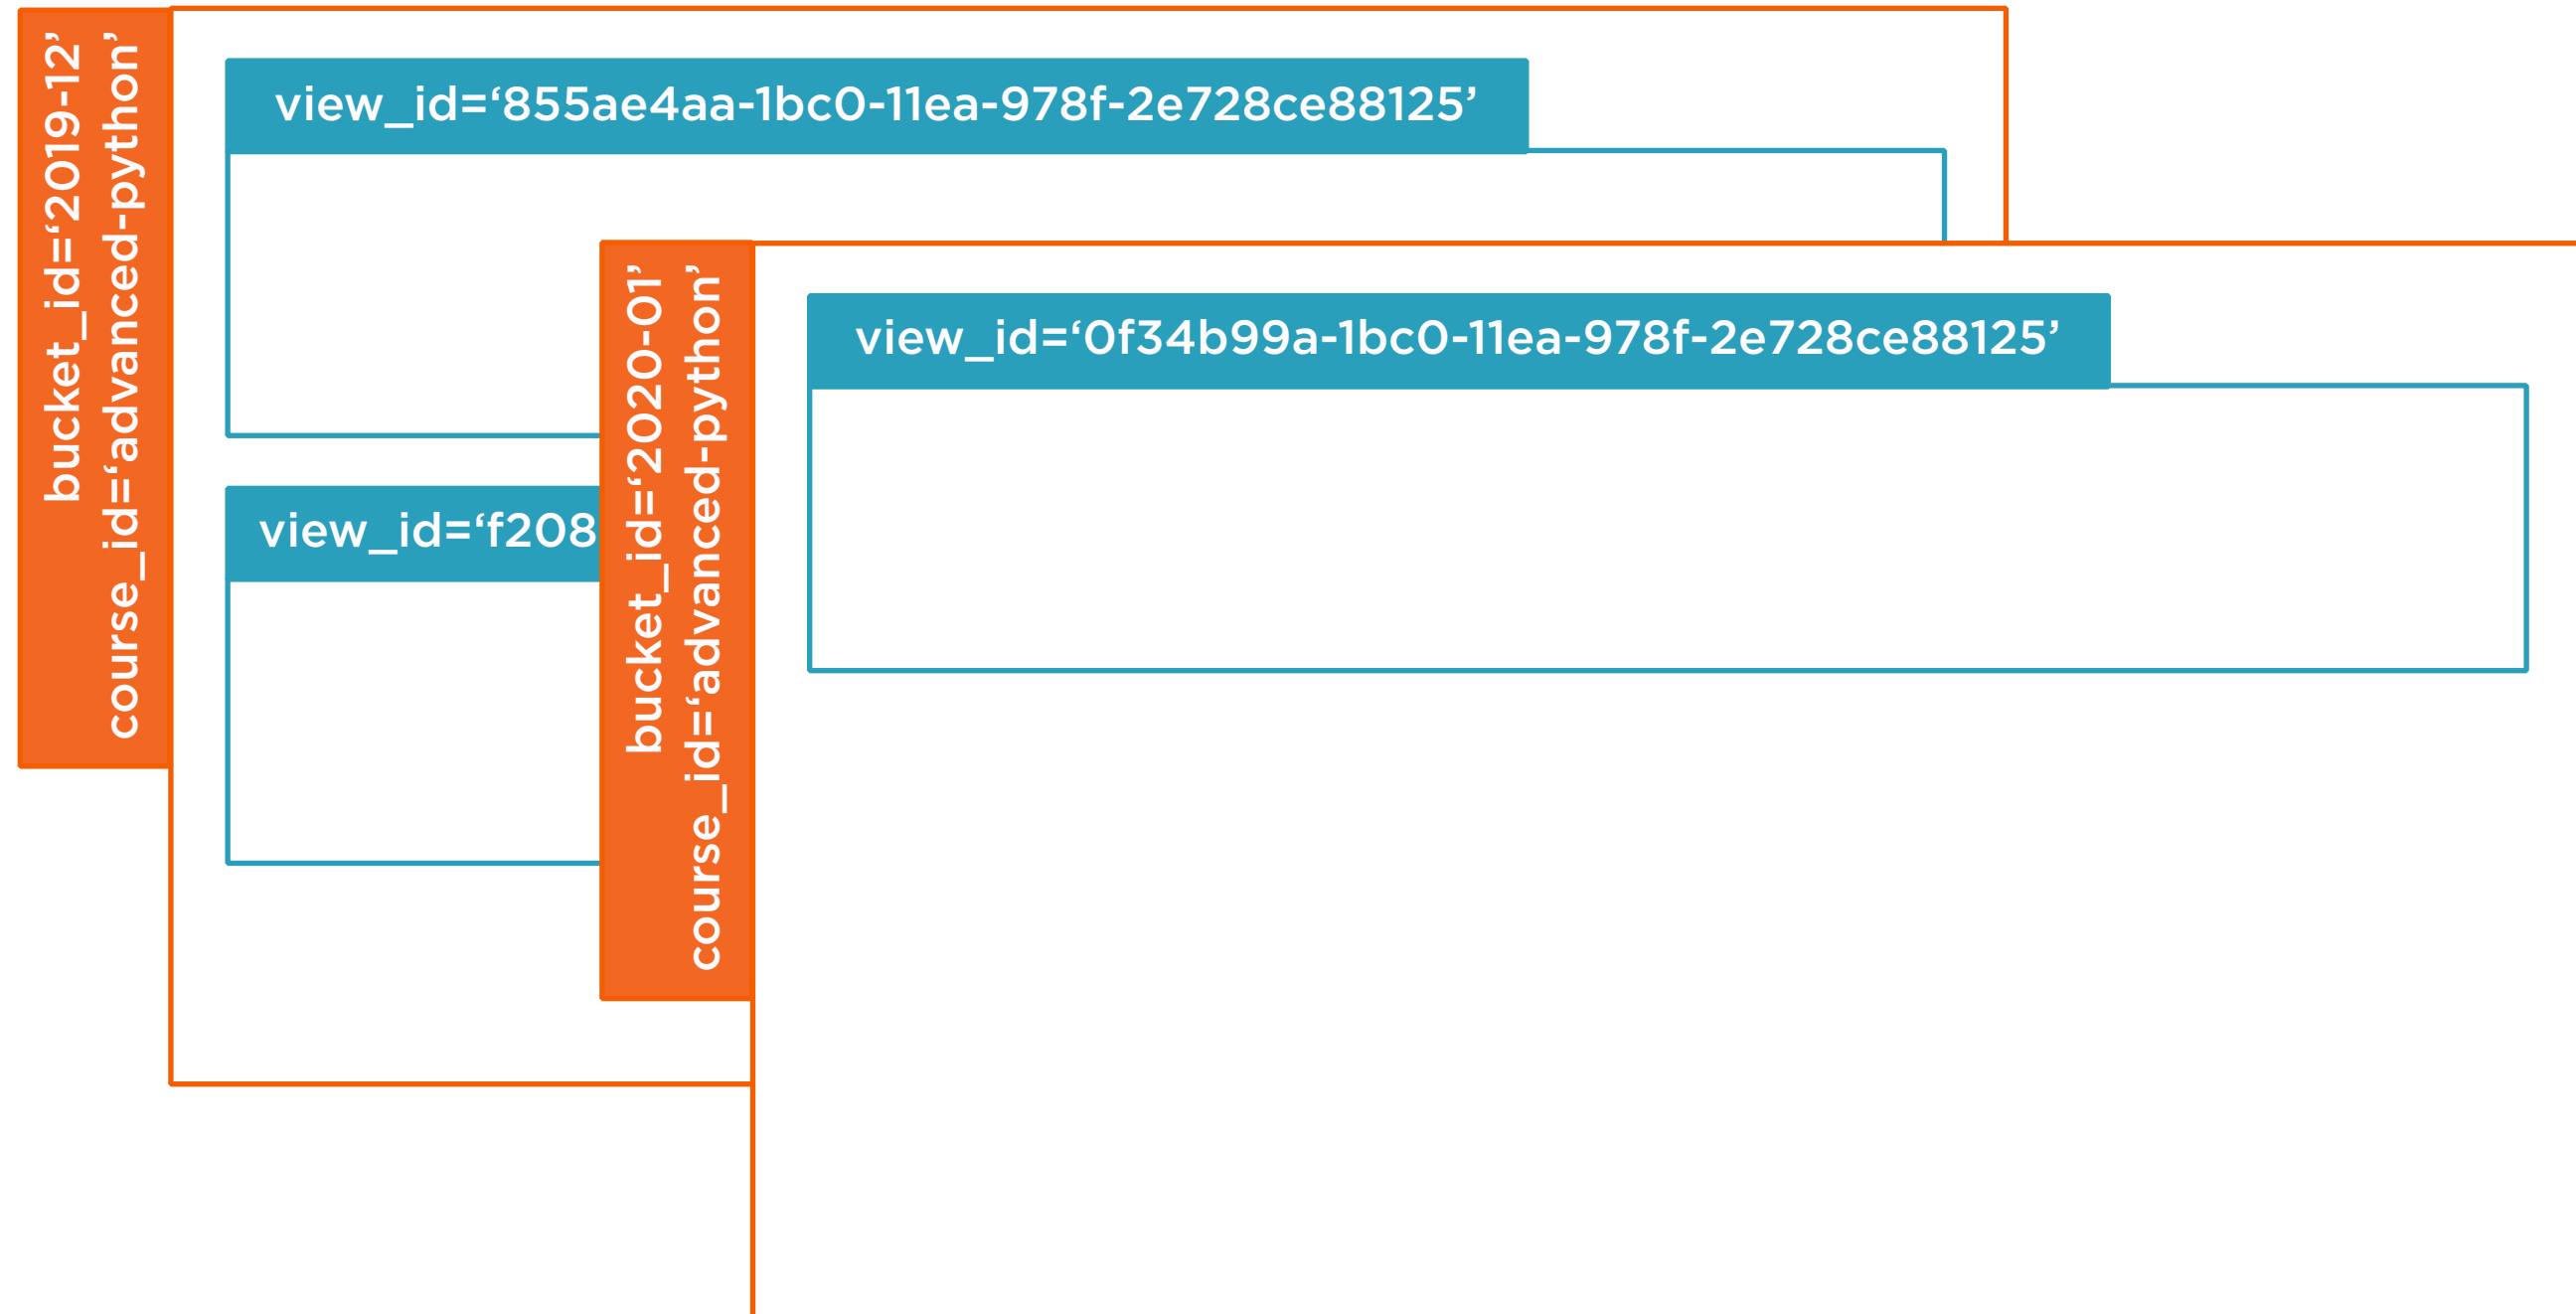 bucket_id=‘2019-12’
course_id=‘advanced-python’
view_id=‘855ae4aa-1bc0-11ea-978f-2e728ce88125’
view_id=‘f208
bucket_id=‘2020-01’
course_id=‘advanced-python’
view_id=‘0f34b99a-1bc0-11ea-978f-2e728ce88125’